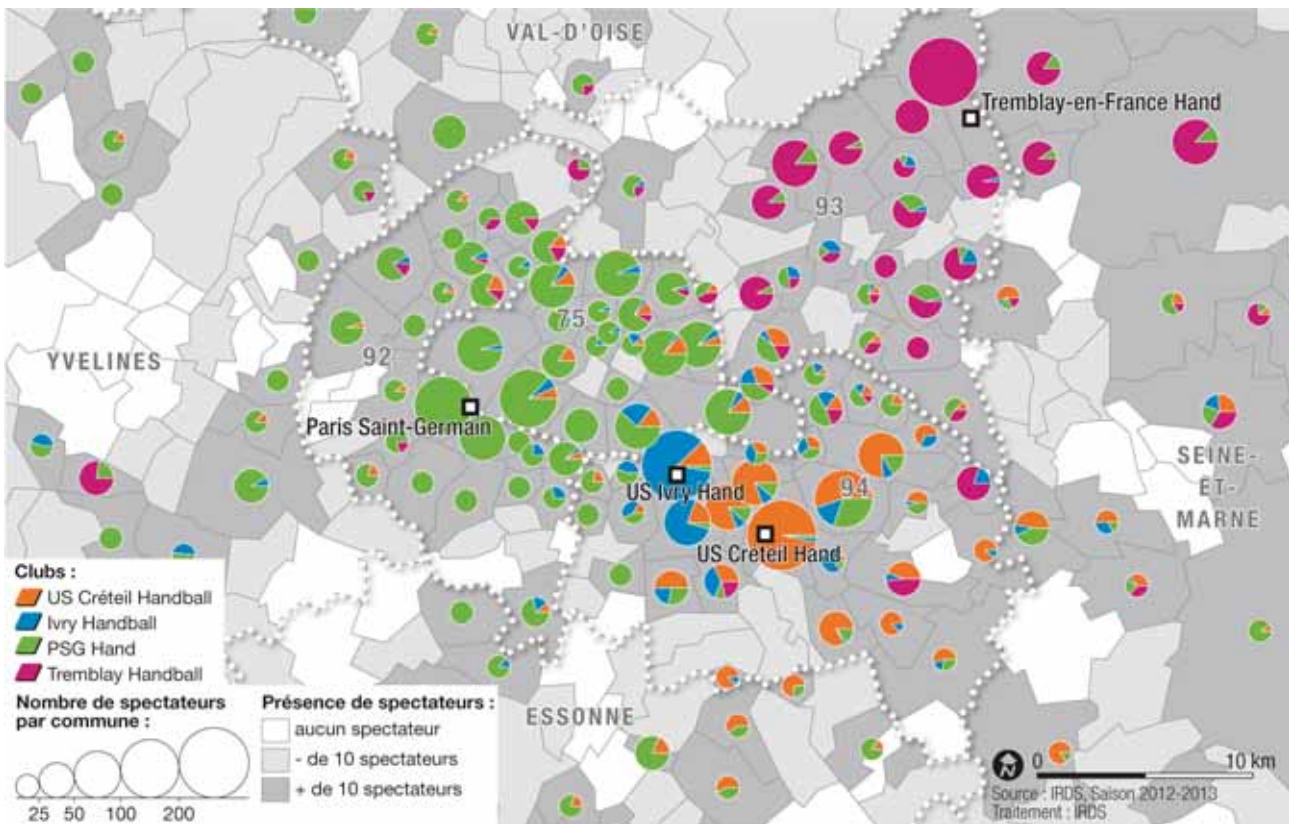 VAL-D'OISE
Tremblay-en-France Hand
93
75
92
YVELINES
Paris Saint-Germain
US Ivry Hand
94
SEINE-
ET-
MARNE
US Créteil Hand
ESSONNE
Clubs :
US Créteil Handball
Ivry Handball
PSG Hand
Tremblay Handball
Nombre de spectateurs
par commune :
25 50 100 200
Présence de spectateurs :
aucun spectateur
- de 10 spectateurs
+ de 10 spectateurs
0 10 km
Source : IRDS, Saison 2012-2013
Traitement : IRDS